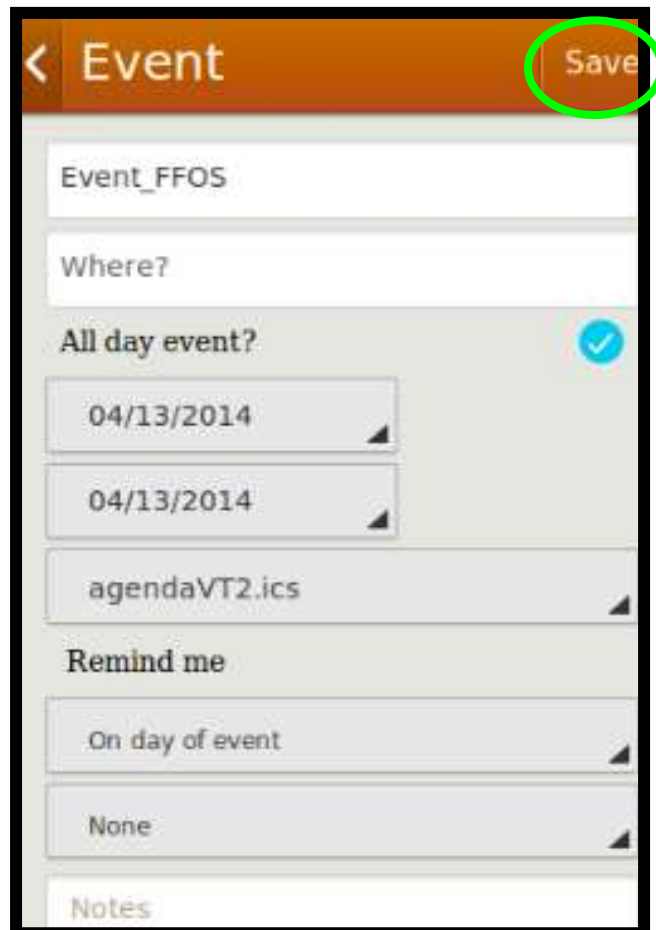 Event Save
Event_FFOS
Where?
All day event?
04/13/2014
04/13/2014
agendaVT2.ics
Remind me
On day of event
None
Notes